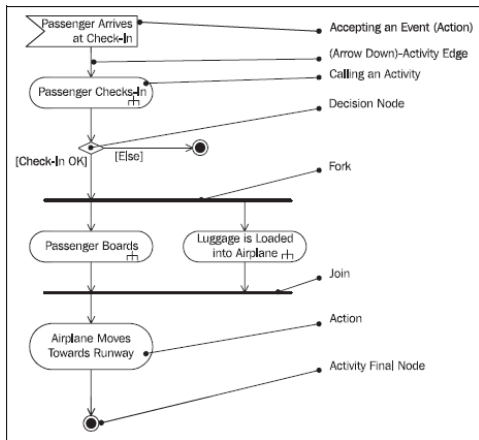 Passenger Arrives
at Check-In
Accepting an Event (Action)
(Arrow Down)-Activity Edge
Calling an Activity
Passenger Checks-In
Decision Node
[Check-In OK]
[Else]
Fork
Passenger Boards
Luggage is Loaded
into Airplane
Join
Airplane Moves
Towards Runway
Action
Activity Final Node